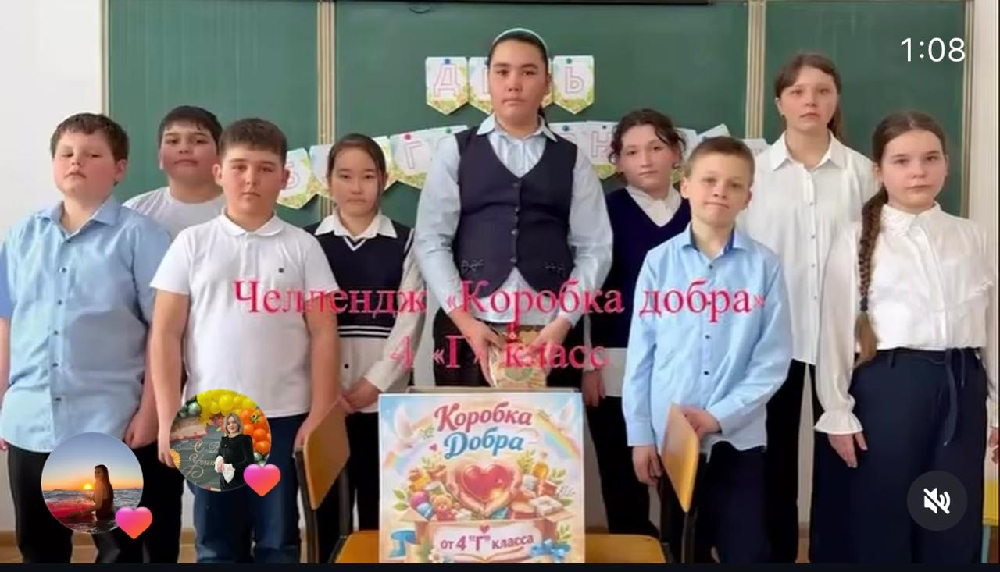 1:08
Челлендж «Коробка добра»
4 «Г» класс
Коробка
Добра
от 4 "Г" класса